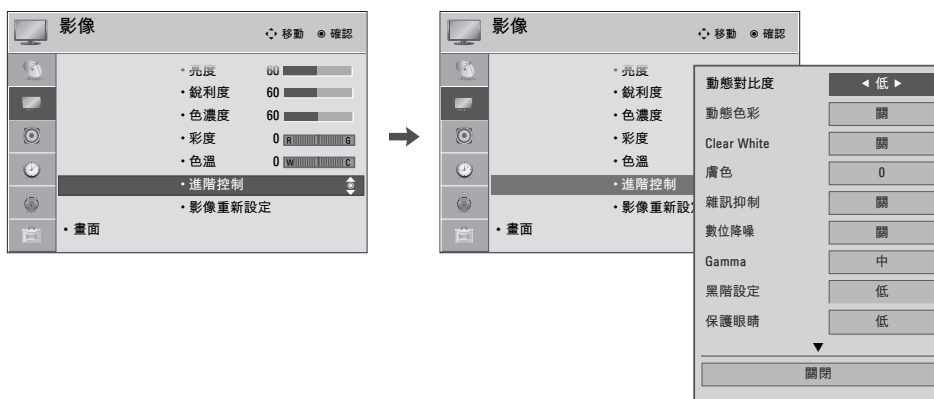 影像
移動 ◉ 確認
• 亮度 60
• 銳利度 60
• 色濃度 60
• 彩度 0 R G
• 色溫 0 W C
• 進階控制
• 影像重新設定
• 畫面
影像
移動 ◉ 確認
• 亮度
• 銳利度
• 色濃度
• 彩度
• 色溫
• 進階控制
• 影像重新設
• 畫面
動態對比度 ◀ 低 ▶
動態色彩 關
Clear White 關
膚色 0
雜訊抑制 關
數位降噪 關
Gamma 中
黑階設定 低
保護眼睛 低
▼
關閉